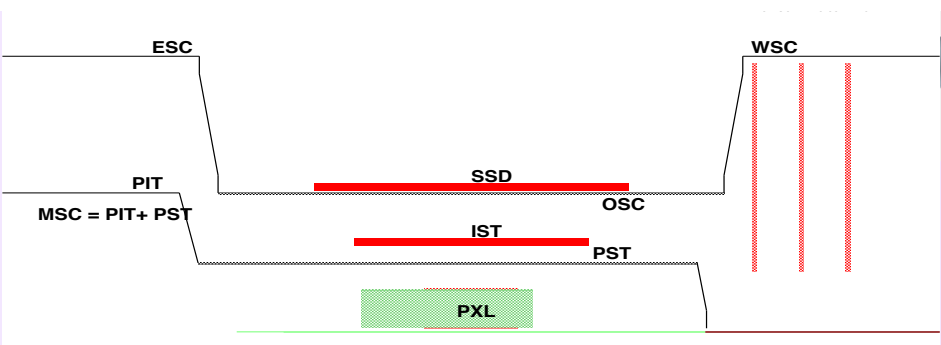 ESC
WSC
SSD
PIT
OSC
MSC = PIT+ PST
IST
PST
PXL